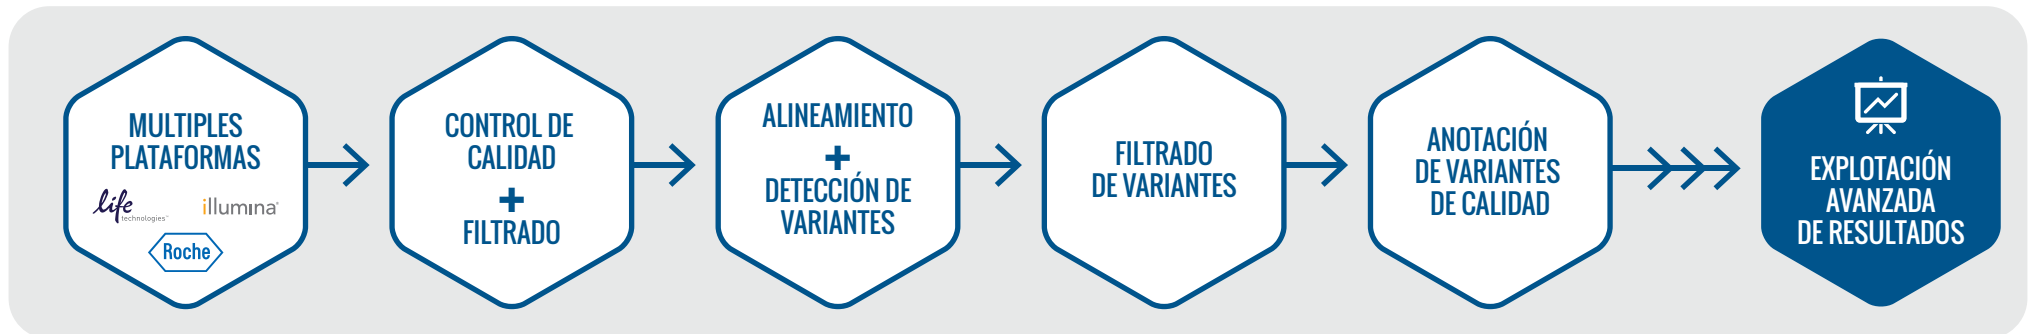 MULTIPLES
PLATAFORMAS
life
technologies™
illumina®
Roche
CONTROL DE
CALIDAD
+
FILTRADO
ALINEAMIENTO
+
DETECCIÓN DE
VARIANTES
FILTRADO
DE VARIANTES
ANOTACIÓN
DE VARIANTES
DE CALIDAD
EXPLOTACIÓN
AVANZADA
DE RESULTADOS